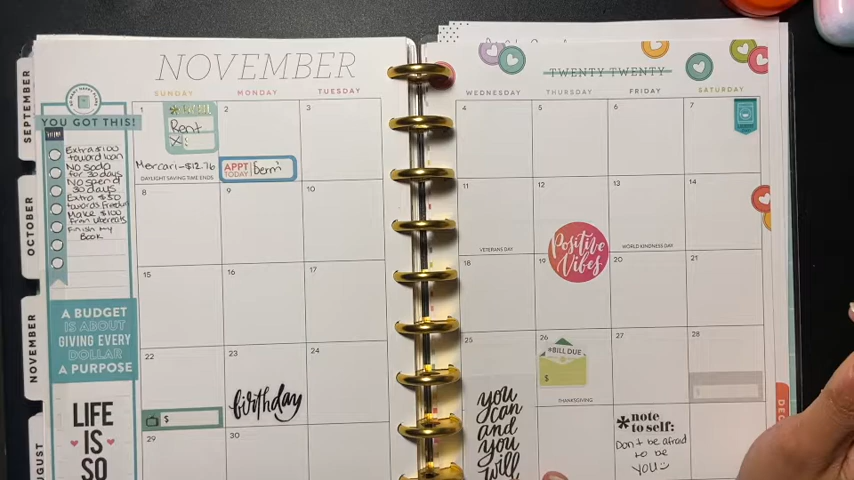 NOVEMBER
TWENTY TWENTY
SUNDAY
MONDAY
TUESDAY
WEDNESDAY
THURSDAY
FRIDAY
SATURDAY
SEPTEMBER
OCTOBER
NOVEMBER
AUGUST
DEC
YOU GOT THIS!
Extra $100
toward loan
No soda
for 30 days
No spend
30 days
Extra $50
towards
Make $100
from ubereats
Finish my
Book
A BUDGET
IS ABOUT
GIVING EVERY
DOLLAR
A PURPOSE
LIFE
IS
SO
1
Rent
Mercari-$12.76
DAYLIGHT SAVING TIME ENDS
2
APPT
TODAY
Derm
3
4
5
6
7
8
9
10
11
VETERANS DAY
12
13
WORLD KINDNESS DAY
14
15
16
17
18
19
Positive
Vibes
20
21
22
$
23
birthday
24
25
you
can
and
you
will
26
#BILL DUE
$
THANKSGIVING
27
*note
to self:
Don't be afraid
to be
YOU
28
29
30